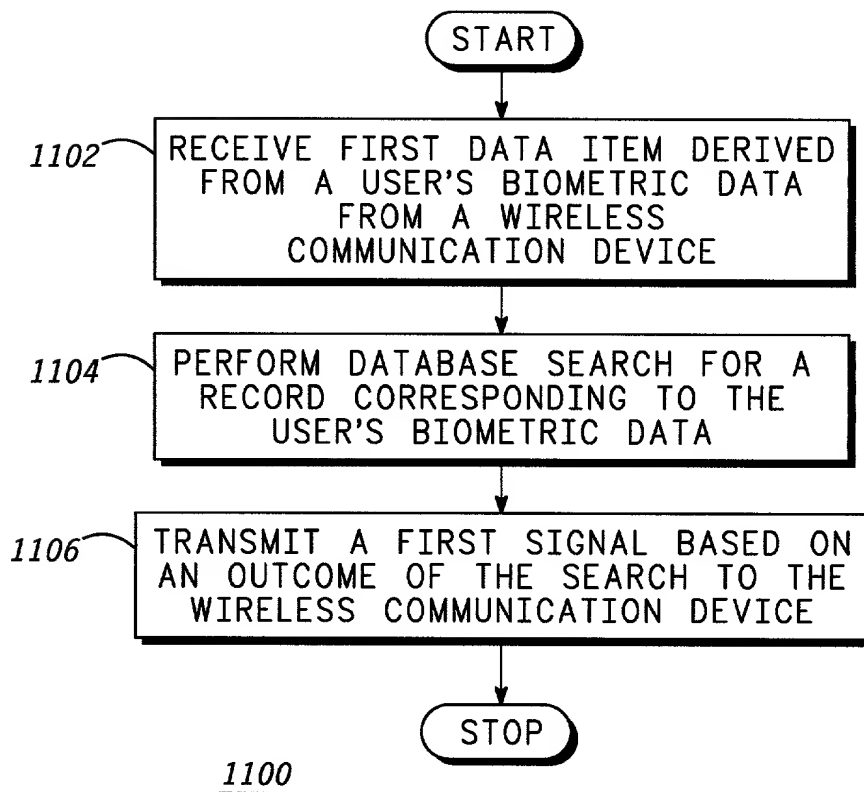 START
1102
RECEIVE FIRST DATA ITEM DERIVED
FROM A USER'S BIOMETRIC DATA
FROM A WIRELESS
COMMUNICATION DEVICE
1104
PERFORM DATABASE SEARCH FOR A
RECORD CORRESPONDING TO THE
USER'S BIOMETRIC DATA
1106
TRANSMIT A FIRST SIGNAL BASED ON
AN OUTCOME OF THE SEARCH TO THE
WIRELESS COMMUNICATION DEVICE
STOP
1100